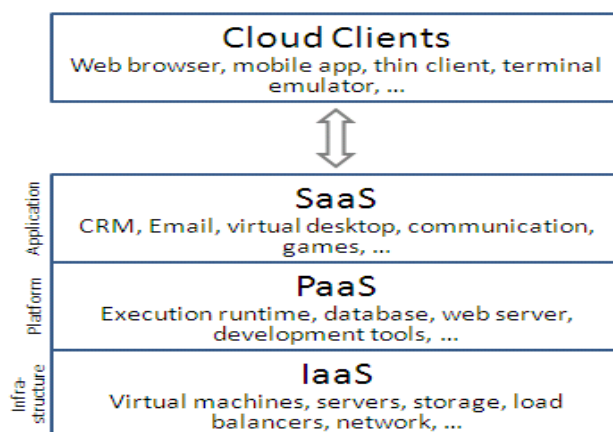 Cloud Clients
Web browser, mobile app, thin client, terminal
emulator, ...
Application
SaaS
CRM, Email, virtual desktop, communication,
games, ...
Platform
PaaS
Execution runtime, database, web server,
development tools, ...
Infra-
structure
IaaS
Virtual machines, servers, storage, load
balancers, network, ...